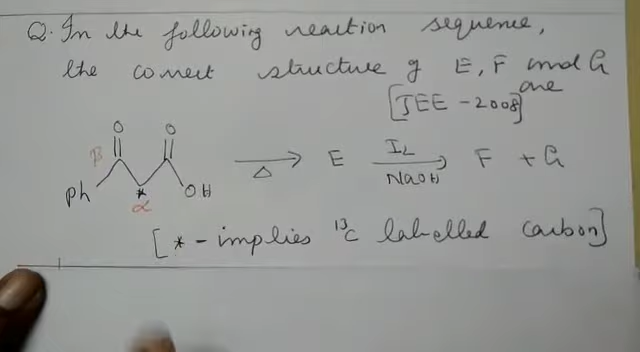 Q. In the following reaction sequence,
the correct structure of E, F and G
are
[JEE - 2008]
O O
β
Ph * OH
α
Δ E I2 NaOH F + G
[* - implies 13C labelled carbon]